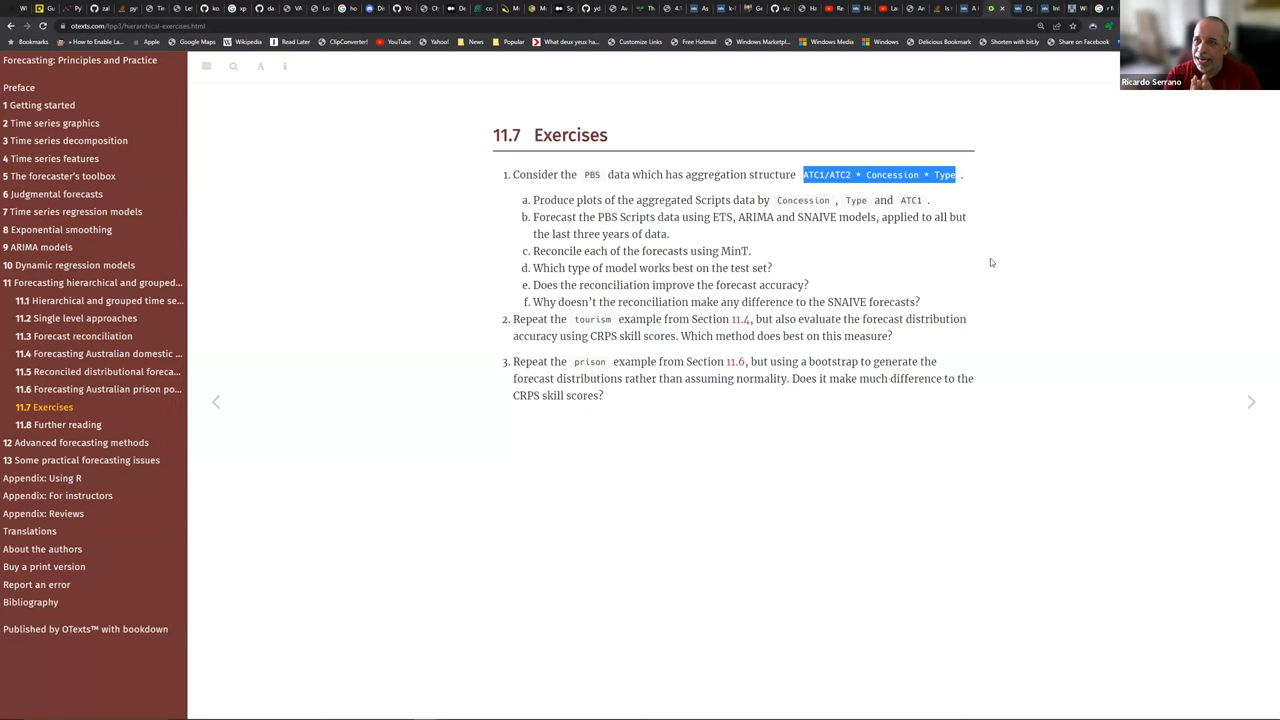 otexts.com/fpp3/hierarchical-exercises.html
Bookmarks
How to Enable La...
Apple
Google Maps
Wikipedia
Read Later
ClipConverter!
YouTube
Yahoo!
News
Popular
What deux yeux ha...
Customize Links
Free Hotmail
Windows Marketpl...
Windows Media
Windows
Delicious Bookmark
Shorten with bit.ly
Share on Facebook
Ricardo Serrano
Forecasting: Principles and Practice
Preface
1 Getting started
2 Time series graphics
3 Time series decomposition
4 Time series features
5 The forecaster's toolbox
6 Judgmental forecasts
7 Time series regression models
8 Exponential smoothing
9 ARIMA models
10 Dynamic regression models
11 Forecasting hierarchical and grouped...
11.1 Hierarchical and grouped time se...
11.2 Single level approaches
11.3 Forecast reconciliation
11.4 Forecasting Australian domestic ...
11.5 Reconciled distributional foreca...
11.6 Forecasting Australian prison po...
11.7 Exercises
11.8 Further reading
12 Advanced forecasting methods
13 Some practical forecasting issues
Appendix: Using R
Appendix: For instructors
Appendix: Reviews
Translations
About the authors
Buy a print version
Report an error
Bibliography
Published by OTexts™ with bookdown
11.7 Exercises
1. Consider the PBS data which has aggregation structure ATC1/ATC2 * Concession * Type .
a. Produce plots of the aggregated Scripts data by Concession , Type and ATC1 .
b. Forecast the PBS Scripts data using ETS, ARIMA and SNAIVE models, applied to all but
the last three years of data.
c. Reconcile each of the forecasts using MinT.
d. Which type of model works best on the test set?
e. Does the reconciliation improve the forecast accuracy?
f. Why doesn't the reconciliation make any difference to the SNAIVE forecasts?
2. Repeat the tourism example from Section 11.4, but also evaluate the forecast distribution
accuracy using CRPS skill scores. Which method does best on this measure?
3. Repeat the prison example from Section 11.6, but using a bootstrap to generate the
forecast distributions rather than assuming normality. Does it make much difference to the
CRPS skill scores?